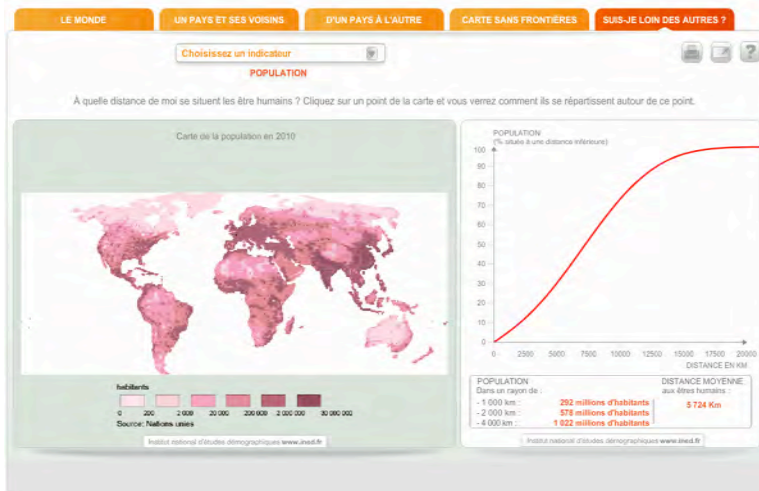 LE MONDE
UN PAYS ET SES VOISINS
D'UN PAYS À L'AUTRE
CARTE SANS FRONTIÈRES
SUIS-JE LOIN DES AUTRES ?
Choisissez un indicateur
POPULATION
?
À quelle distance de moi se situent les être humains ? Cliquez sur un point de la carte et vous verrez comment ils se répartissent autour de ce point.
Carte de la population en 2010
habitants
0 200 2 000 20 000 200 000 2 000 000 30 000 000
Source: Nations unies
Institut national d'études démographiques www.ined.fr
POPULATION
(% située à une distance inférieure)
100
90
80
70
60
50
40
30
20
10
0
0 2500 5000 7500 10000 12500 15000 17500 20000
DISTANCE EN KM
POPULATION
Dans un rayon de :
- 1 000 km : 292 millions d'habitants
- 2 000 km : 578 millions d'habitants
- 4 000 km : 1 022 millions d'habitants
DISTANCE MOYENNE
aux êtres humains :
5 724 Km
Institut national d'études démographiques www.ined.fr